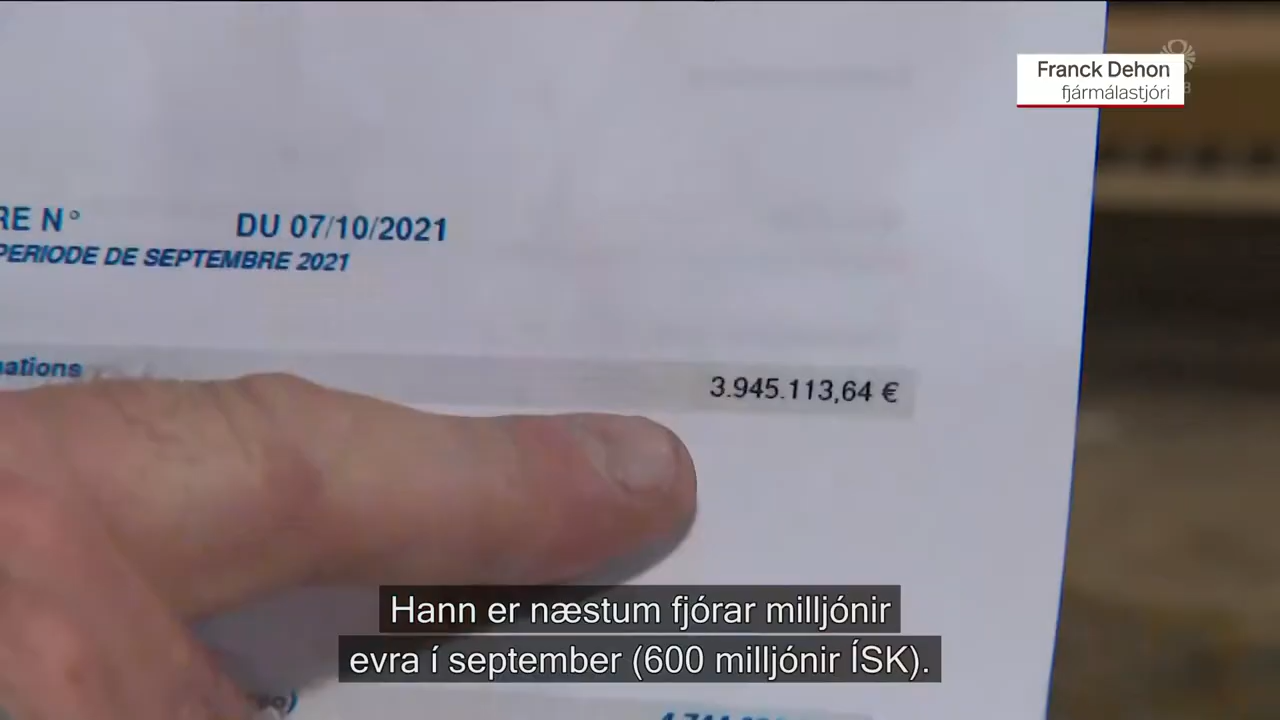 Franck Dehon
fjármálastjóri
RE N° DU 07/10/2021
PERIODE DE SEPTEMBRE 2021
ations
3.945.113,64 €
Hann er næstum fjórar milljónir
evra í september (600 milljónir ÍSK).